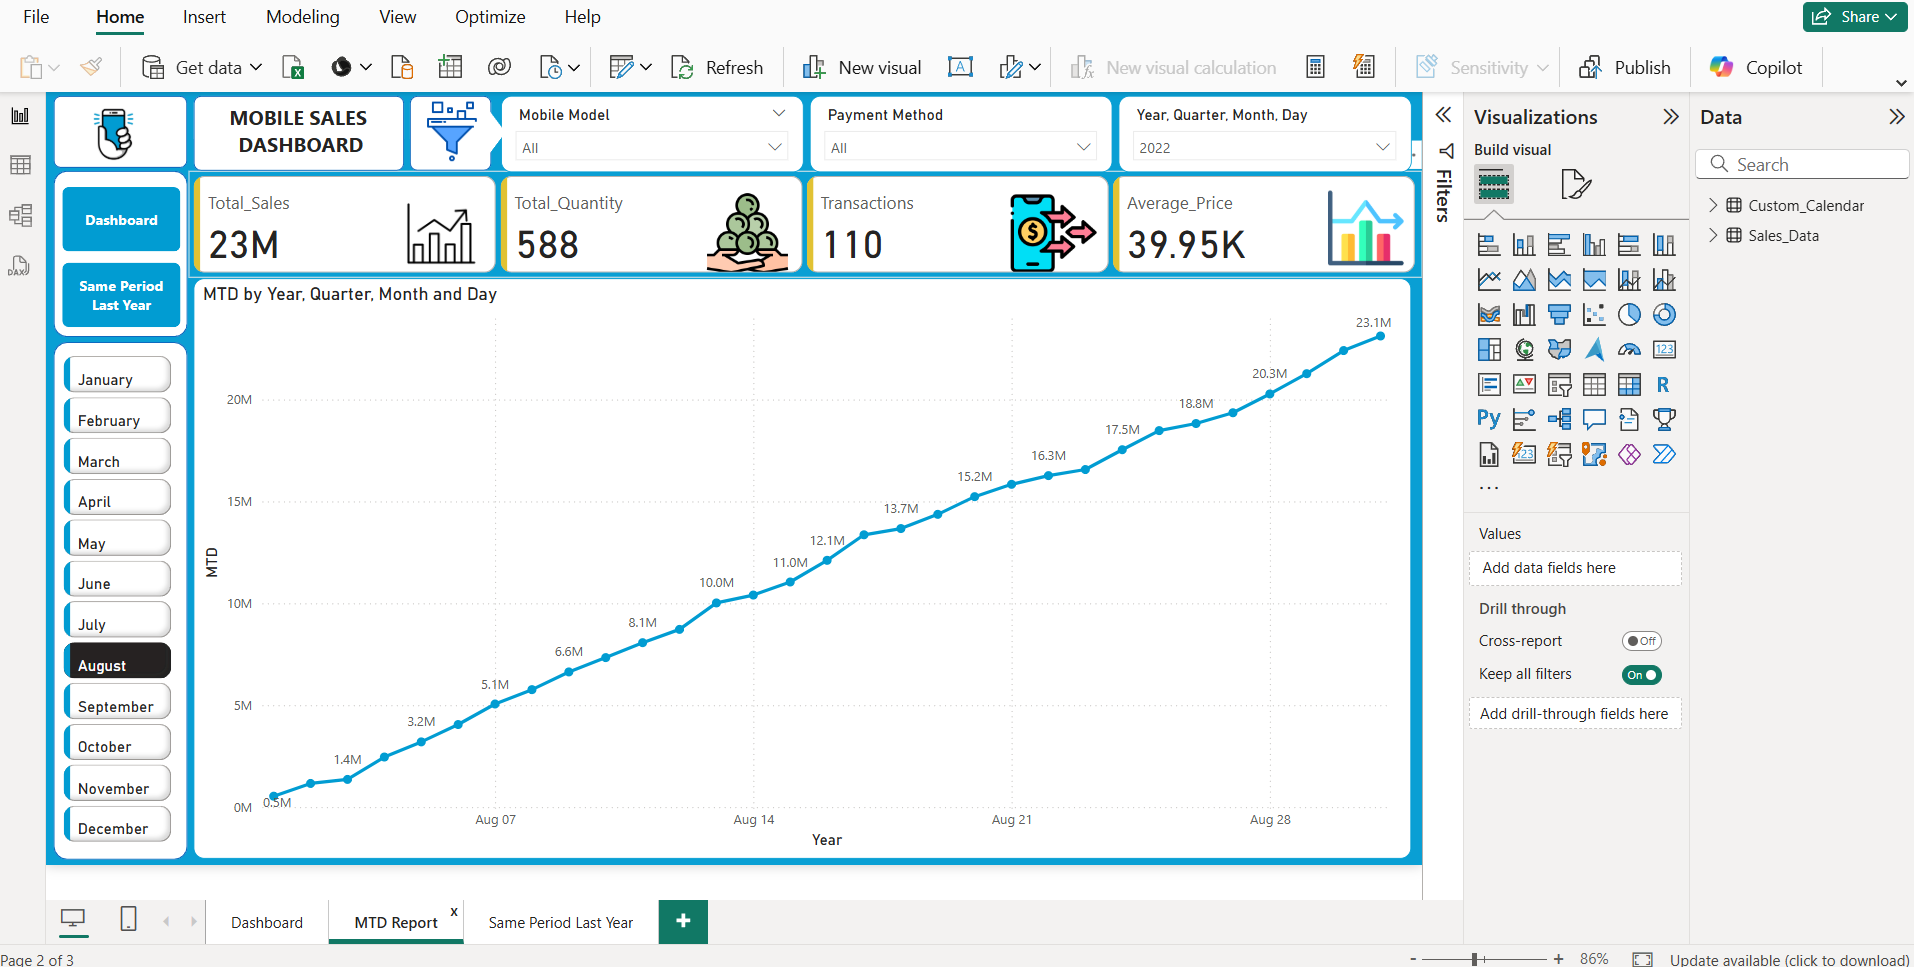 File Home Insert Modeling View Optimize Help Share
Get data Refresh New visual New visual calculation Sensitivity Publish Copilot
MOBILE SALES
DASHBOARD
Mobile Model
All
Payment Method
All
Year, Quarter, Month, Day
2022
Dashboard
Same Period
Last Year
Total_Sales
23M
Total_Quantity
588
Transactions
110
Average_Price
39.95K
January
February
March
April
May
June
July
August
September
October
November
December
MTD by Year, Quarter, Month and Day
MTD
20M
15M
10M
5M
0M
0.5M
1.4M
3.2M
5.1M
6.6M
8.1M
10.0M
11.0M
12.1M
13.7M
15.2M
16.3M
17.5M
18.8M
20.3M
23.1M
Aug 07 Aug 14 Aug 21 Aug 28
Year
Filters
Visualizations
Build visual
123
R
Py
123
...
Values
Add data fields here
Drill through
Cross-report Off
Keep all filters On
Add drill-through fields here
Data
Search
Custom_Calendar
Sales_Data
DAX
Dashboard MTD Report x Same Period Last Year +
Page 2 of 3
- + 86% Update available (click to download)